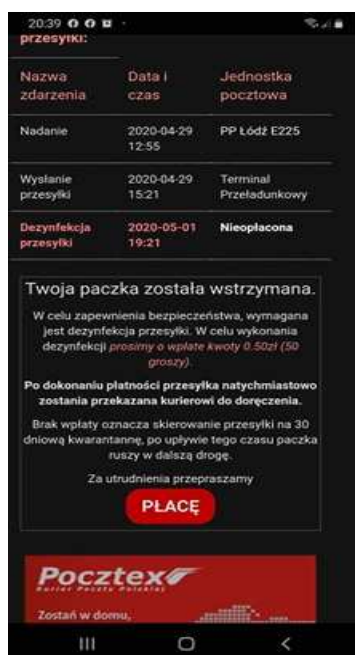 20:39
przesyłki:
Nazwa zdarzenia Data i czas Jednostka pocztowa
Nadanie 2020-04-29 12:55 PP Łódź E225
Wysłanie przesyłki 2020-04-29 15:21 Terminal Przeładunkowy
Dezynfekcja przesyłki 2020-05-01 19:21 Nieopłacona
Twoja paczka została wstrzymana.
W celu zapewnienia bezpieczeństwa, wymagana
jest dezynfekcja przesyłki. W celu wykonania
dezynfekcji prosimy o wpłate kwoty 0.50zł (50
groszy).
Po dokonaniu płatności przesyłka natychmiastowo
zostania przekazana kurierowi do doręczenia.
Brak wpłaty oznacza skierowanie przesyłki na 30
dniową kwarantannę, po upływie tego czasu paczka
ruszy w dalszą drogę.
Za utrudnienia przepraszamy
PŁACĘ
Pocztex
Kurier Poczty Polskiej
Zostań w domu,